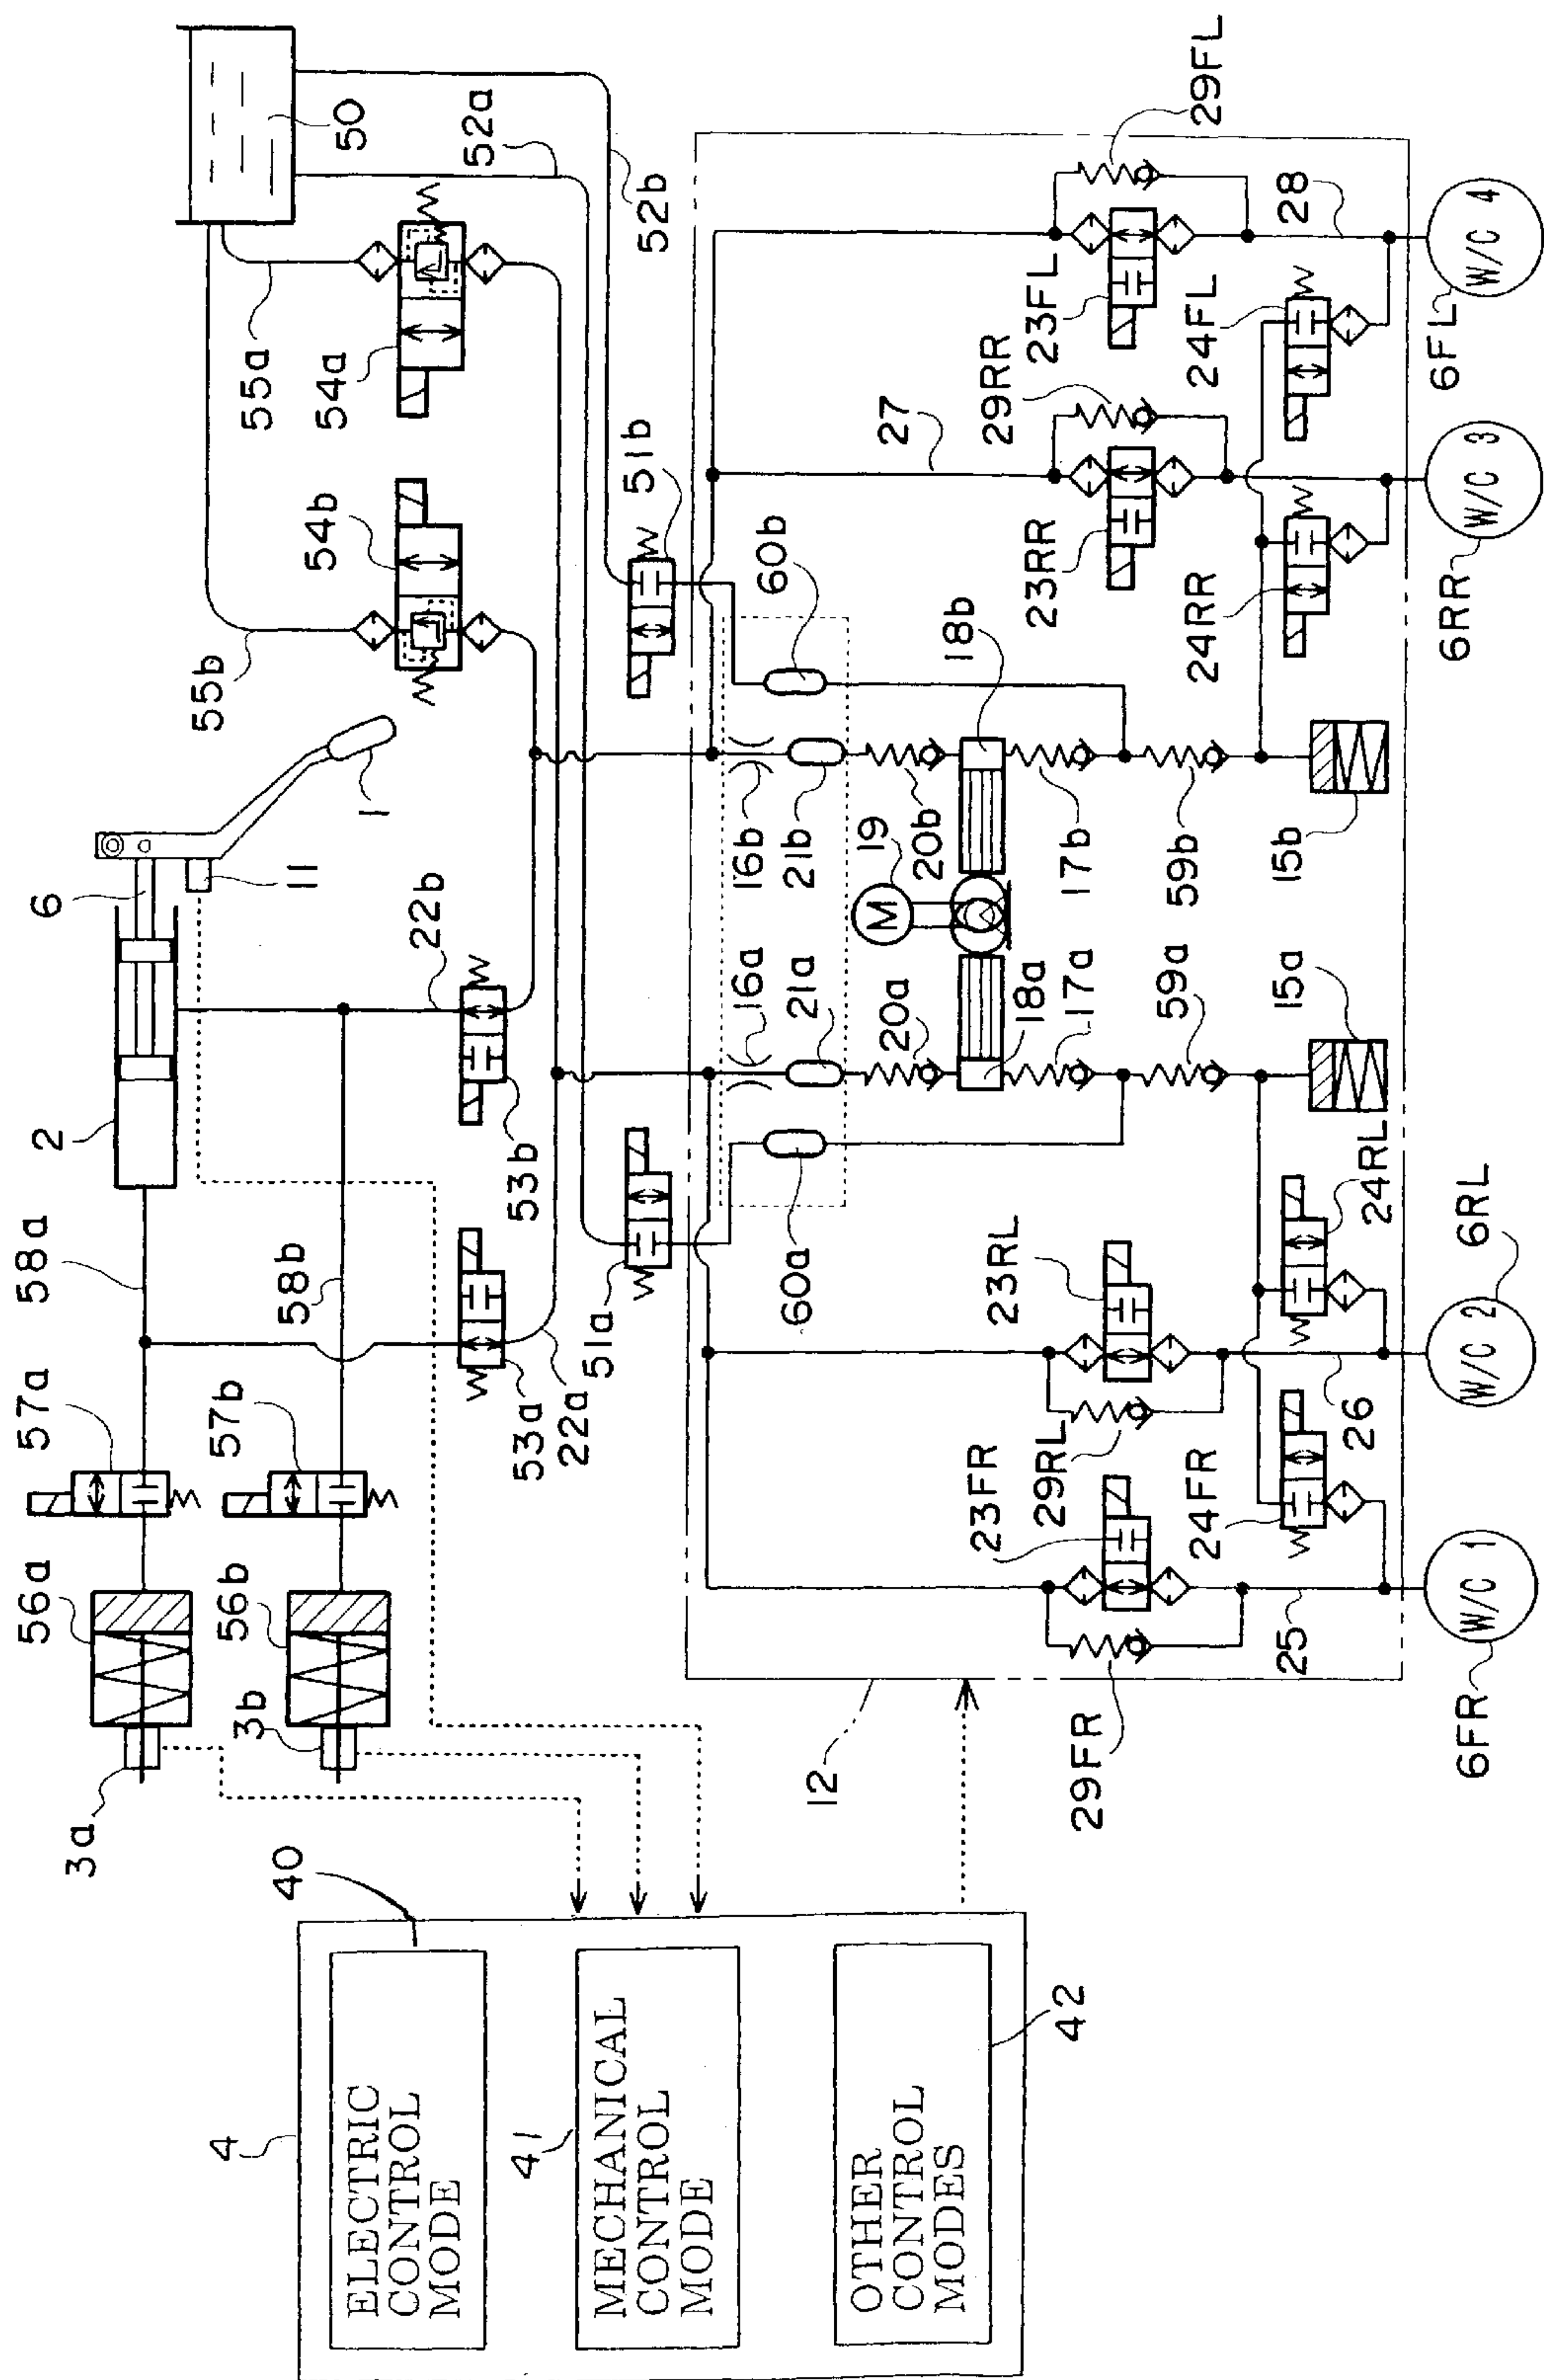 50
52a
52b
55a
54a
54b
55b
51b
1
11
6
22b
2
53b
58a
58b
53a
22a
51a
57a
57b
56a
56b
3a
3b
12
29FL
28
23FL
24FL
6FL
W/C 4
29RR
27
23RR
24RR
6RR
W/C 3
60b
18b
16b
21b
19
M
20b
17b
59b
15b
16a
21a
20a
18a
17a
59a
15a
60a
23RL
24RL
6RL
W/C 2
29RL
26
23FR
24FR
W/C 1
25
6FR
29FR
4
40
ELECTRIC
CONTROL
MODE
41
MECHANICAL
CONTROL
MODE
42
OTHER
CONTROL
MODES